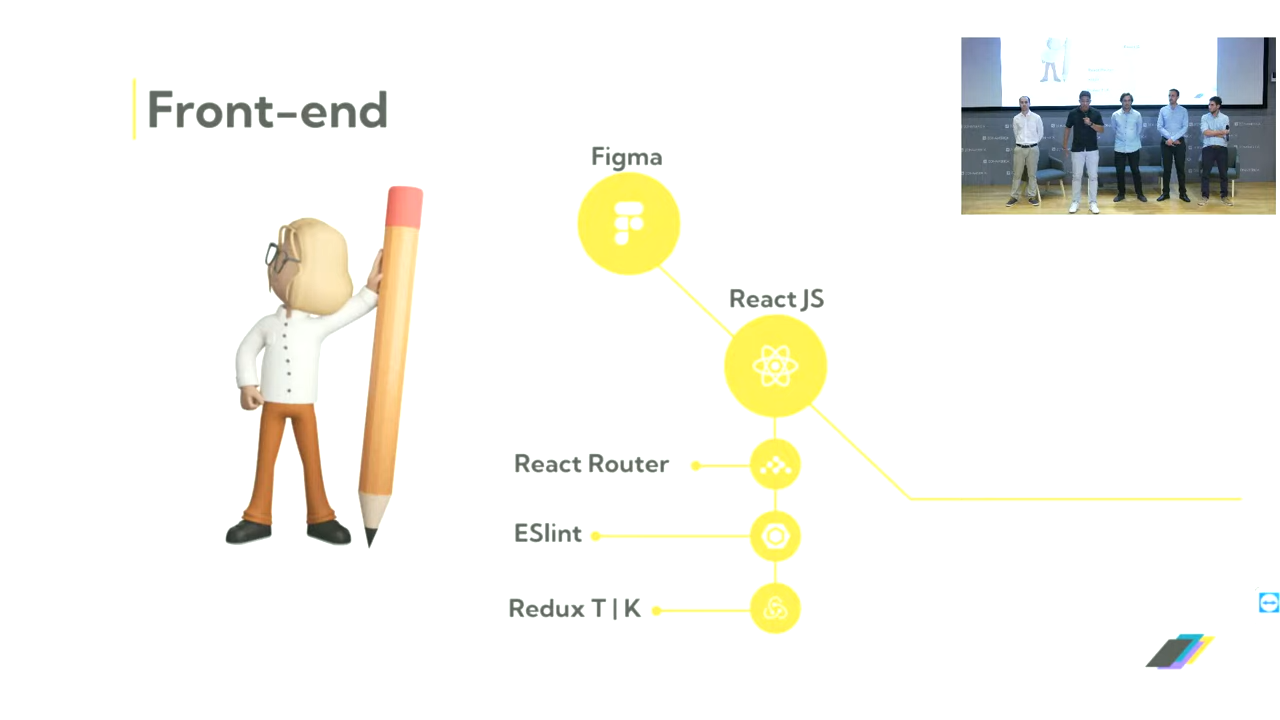 Front-end
Figma
React JS
React Router
ESlint
Redux T | K